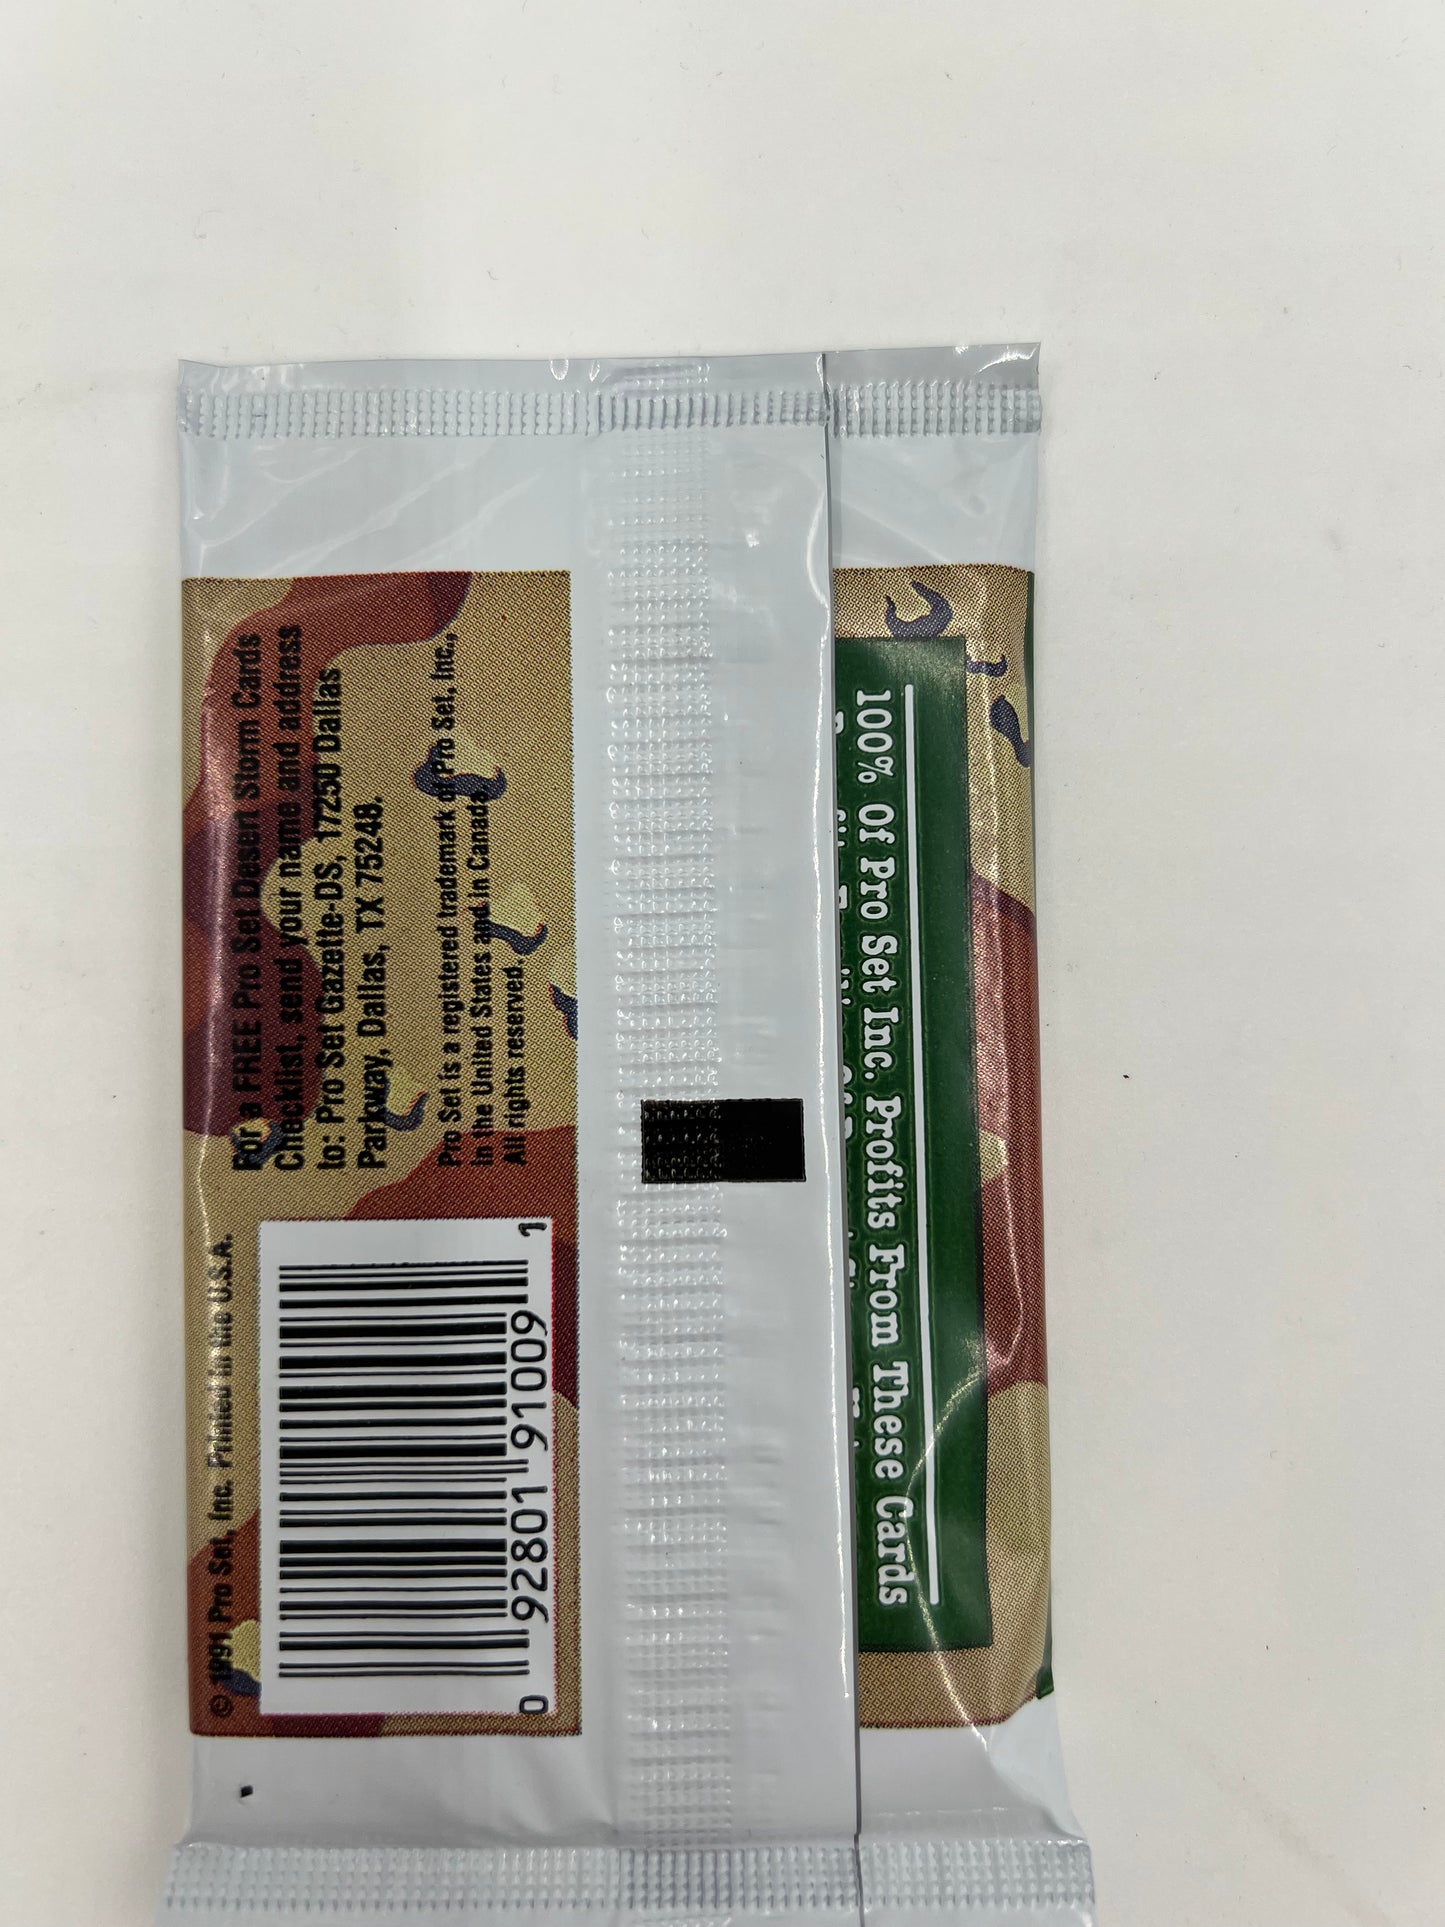 For a FREE Pro Set Desert Storm Cards
Checklist, send your name and address
to: Pro Set Gazette-DS, 17250 Dallas
Parkway, Dallas, TX 75248.
Pro Set is a registered trademark of Pro Set, Inc.,
in the United States and in Canada.
All rights reserved.
© 1991 Pro Set, Inc. Printed in the U.S.A.
0 92801 91009 1
100% Of Pro Set Inc. Profits From These Cards